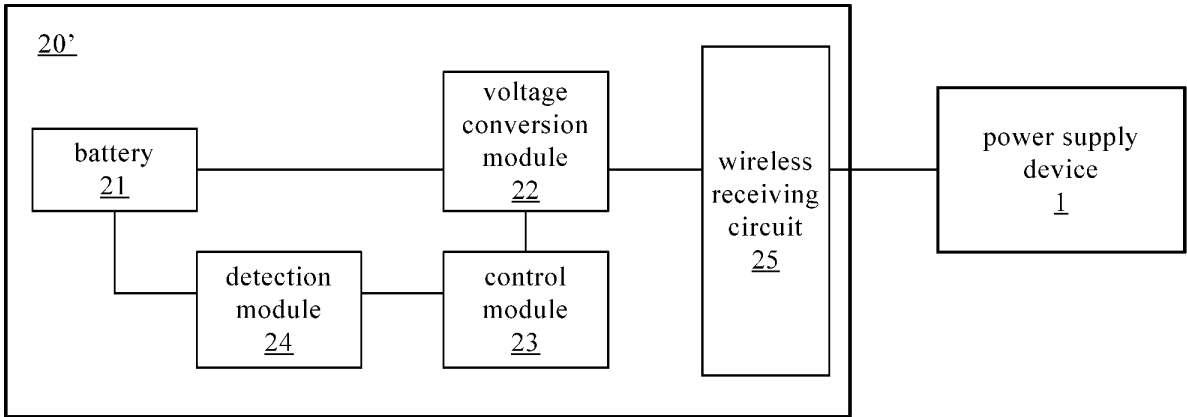 20’
battery
21
voltage
conversion
module
22
wireless
receiving
circuit
25
power supply
device
1
detection
module
24
control
module
23